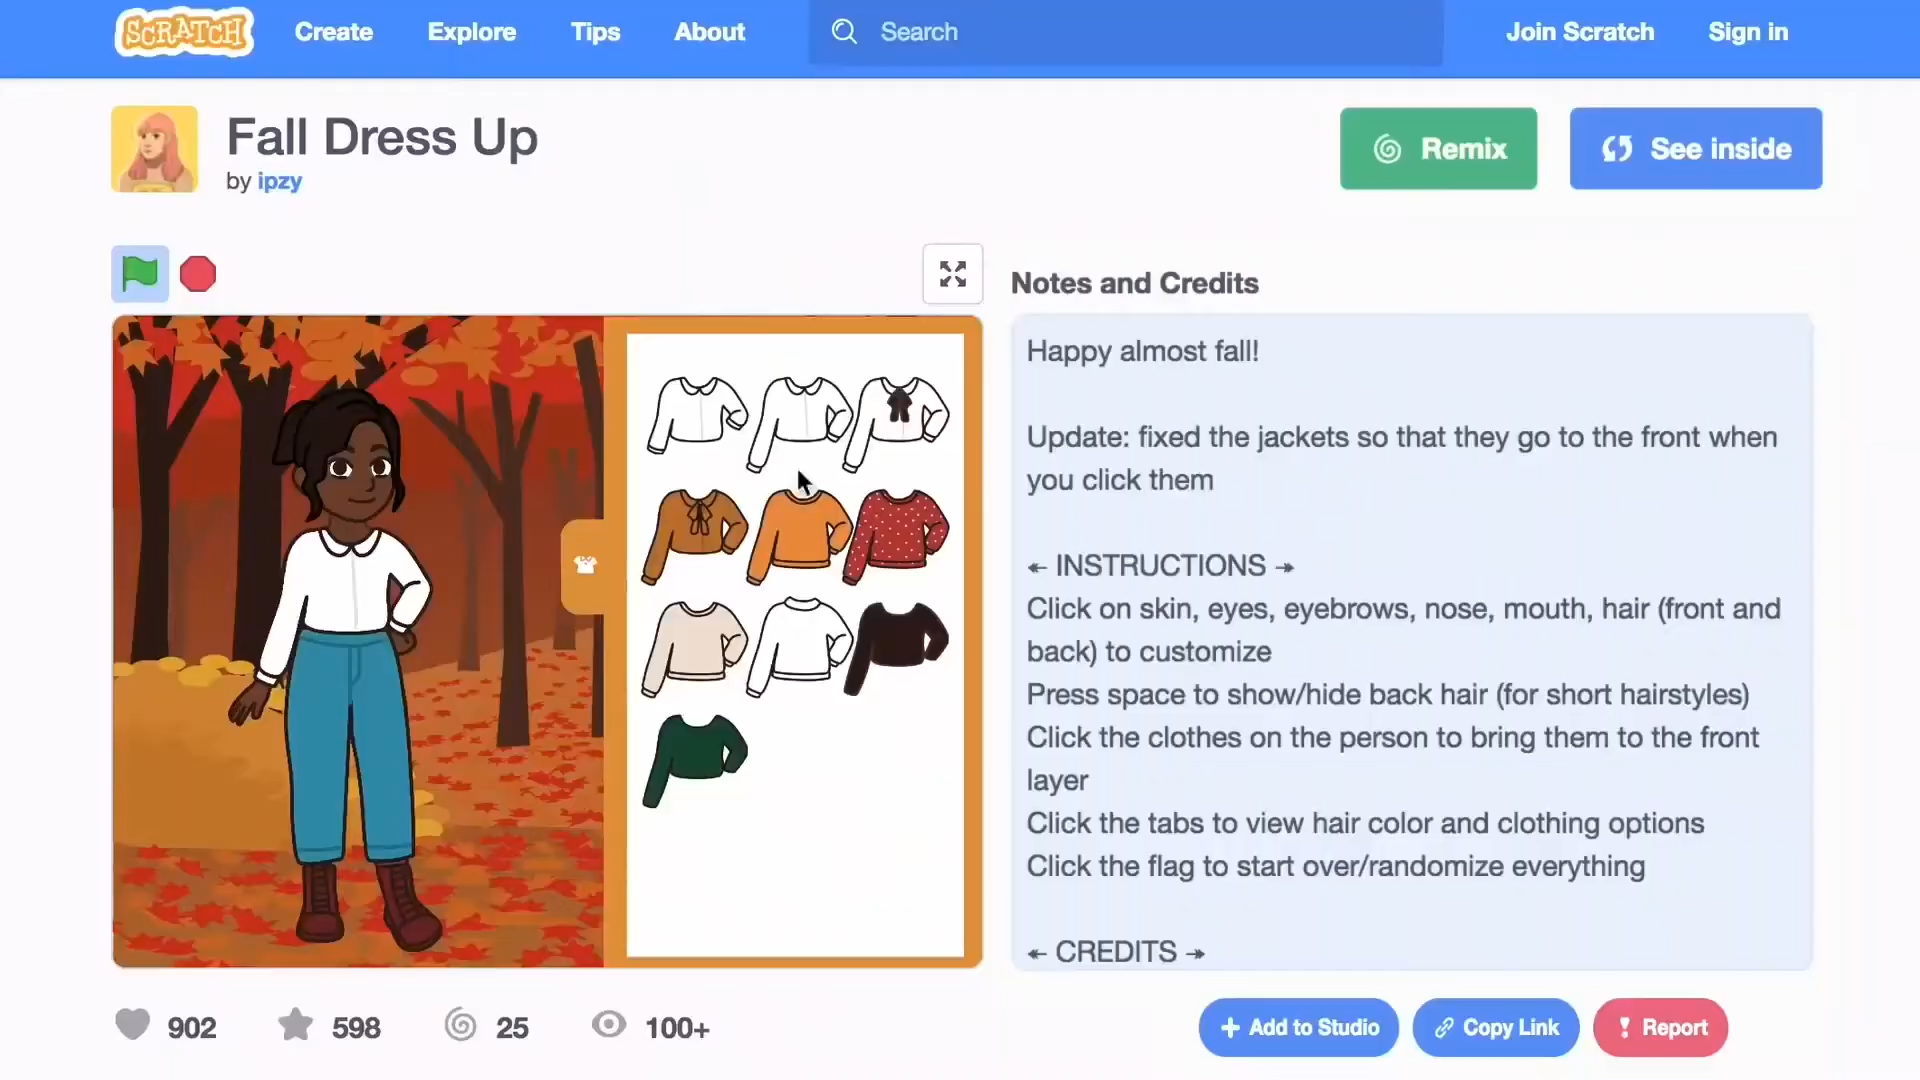 SCRATCH Create Explore Tips About Search Join Scratch Sign in
Fall Dress Up
by ipzy
Remix See inside
Notes and Credits
Happy almost fall!
Update: fixed the jackets so that they go to the front when
you click them
↞ INSTRUCTIONS ↠
Click on skin, eyes, eyebrows, nose, mouth, hair (front and
back) to customize
Press space to show/hide back hair (for short hairstyles)
Click the clothes on the person to bring them to the front
layer
Click the tabs to view hair color and clothing options
Click the flag to start over/randomize everything
↞ CREDITS ↠
902 598 25 100+
+ Add to Studio Copy Link ! Report